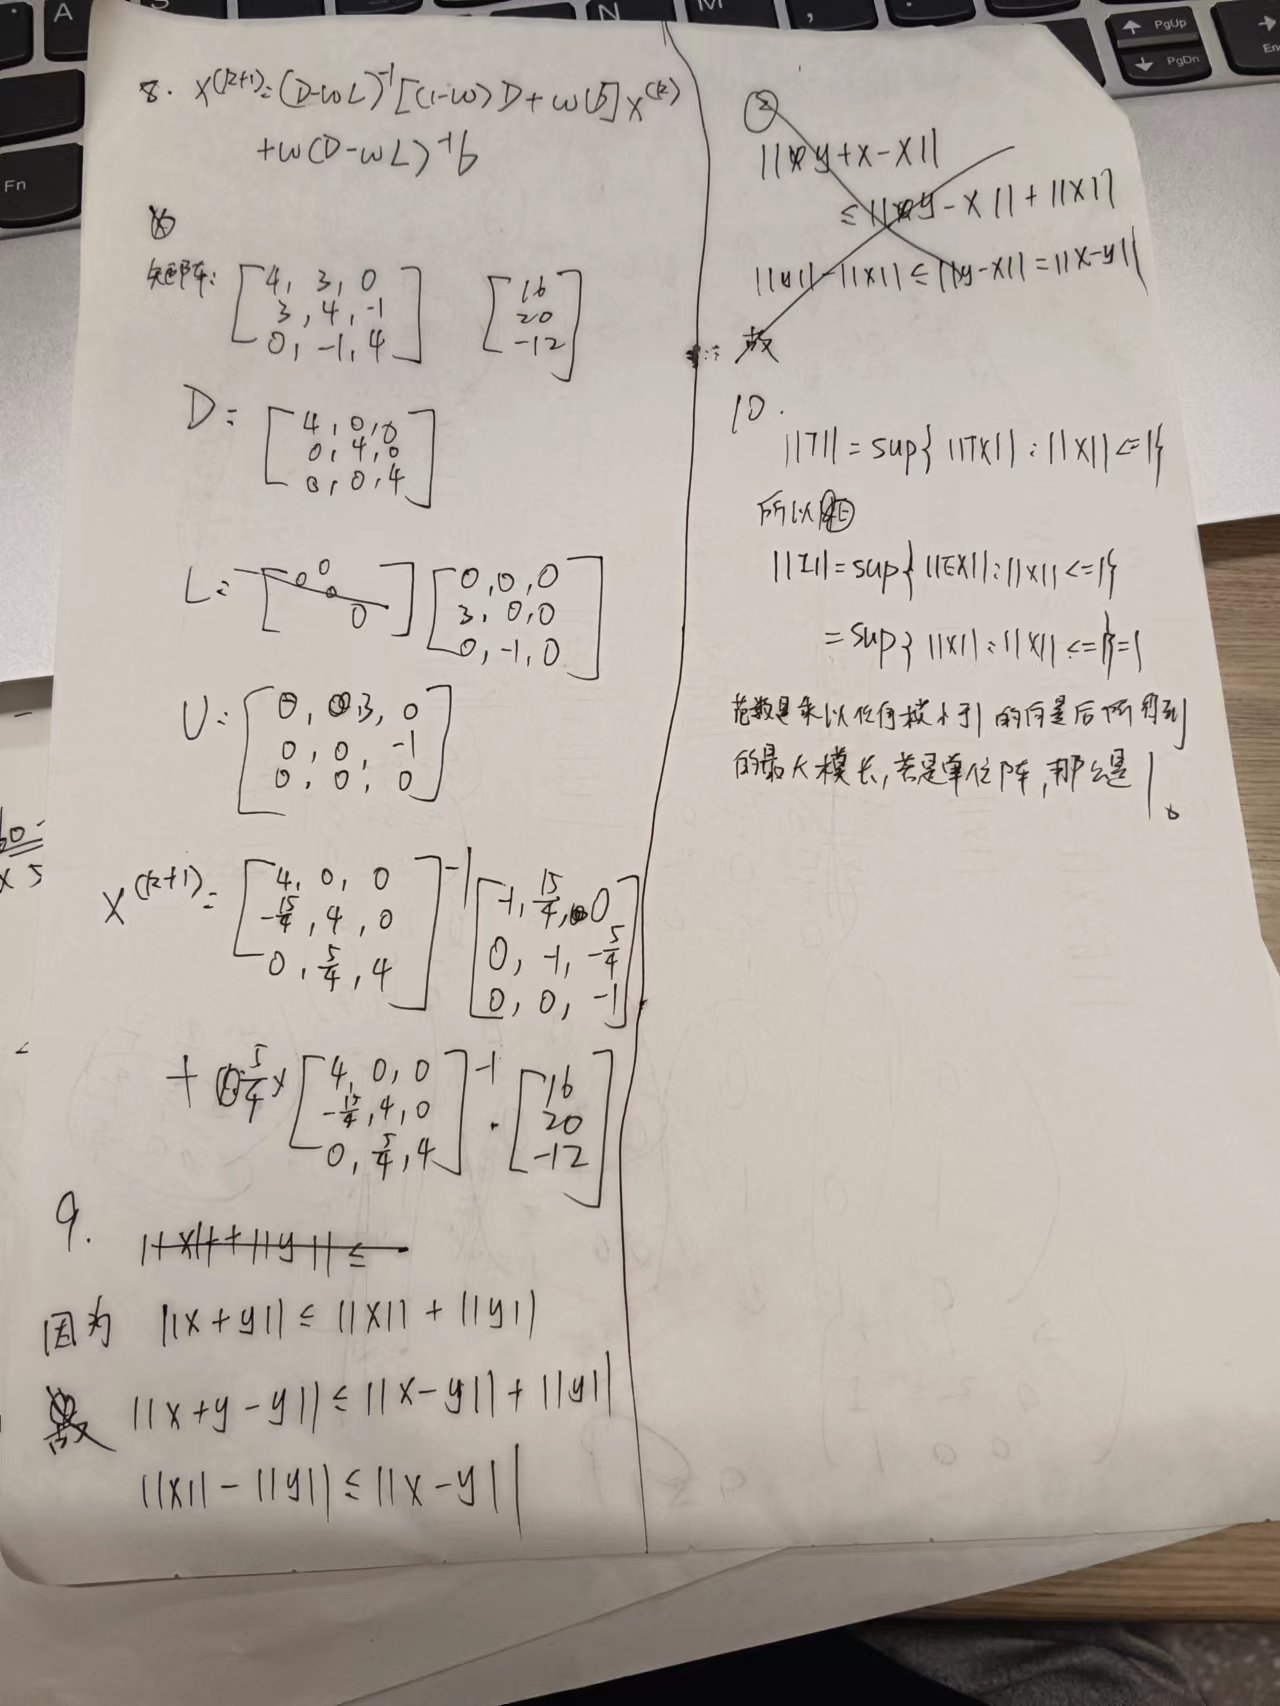 A
N
M
,
PgUp
PgDn
Fn
8. X^(k+1) = (D-ωL)^-1 [(1-ω)D + ωU] X^(k)
+ω(D-ωL)^-1 b
矩阵: [4, 3, 0 [16
3, 4, -1 20
0, -1, 4] -12]
D = [4, 0, 0
0, 4, 0
0, 0, 4]
L = [0 0 0 0] [0, 0, 0
3, 0, 0
0, -1, 0]
U = [0, 3, 0
0, 0, -1
0, 0, 0]
X^(k+1) = [4, 0, 0 ]^-1 [-1, 15/4, 0
-15/4, 4, 0 0, -1, -5/4
0, 5/4, 4 0, 0, -1]
+ 5/4 × [4, 0, 0 ]^-1 · [16
-15/4, 4, 0 20
0, 5/4, 4 -12]
9. ||x|| + ||y|| ≤
因为 ||x+y|| ≤ ||x|| + ||y||
故 ||x+y-y|| ≤ ||x-y|| + ||y||
||x|| - ||y|| ≤ ||x-y||
②
||y+x-x||
≤ ||y-x|| + ||x||
||y|| - ||x|| ≤ ||y-x|| = ||x-y||
故
10.
||T|| = sup{ ||Tx|| : ||x|| <= 1}
所以
||I|| = sup{ ||Ex|| : ||x|| <= 1}
= sup{ ||x|| : ||x|| <= 1} = 1
范数是乘以任何模小于1的向量后所得到
的最大模长,若是单位阵,那么是1。